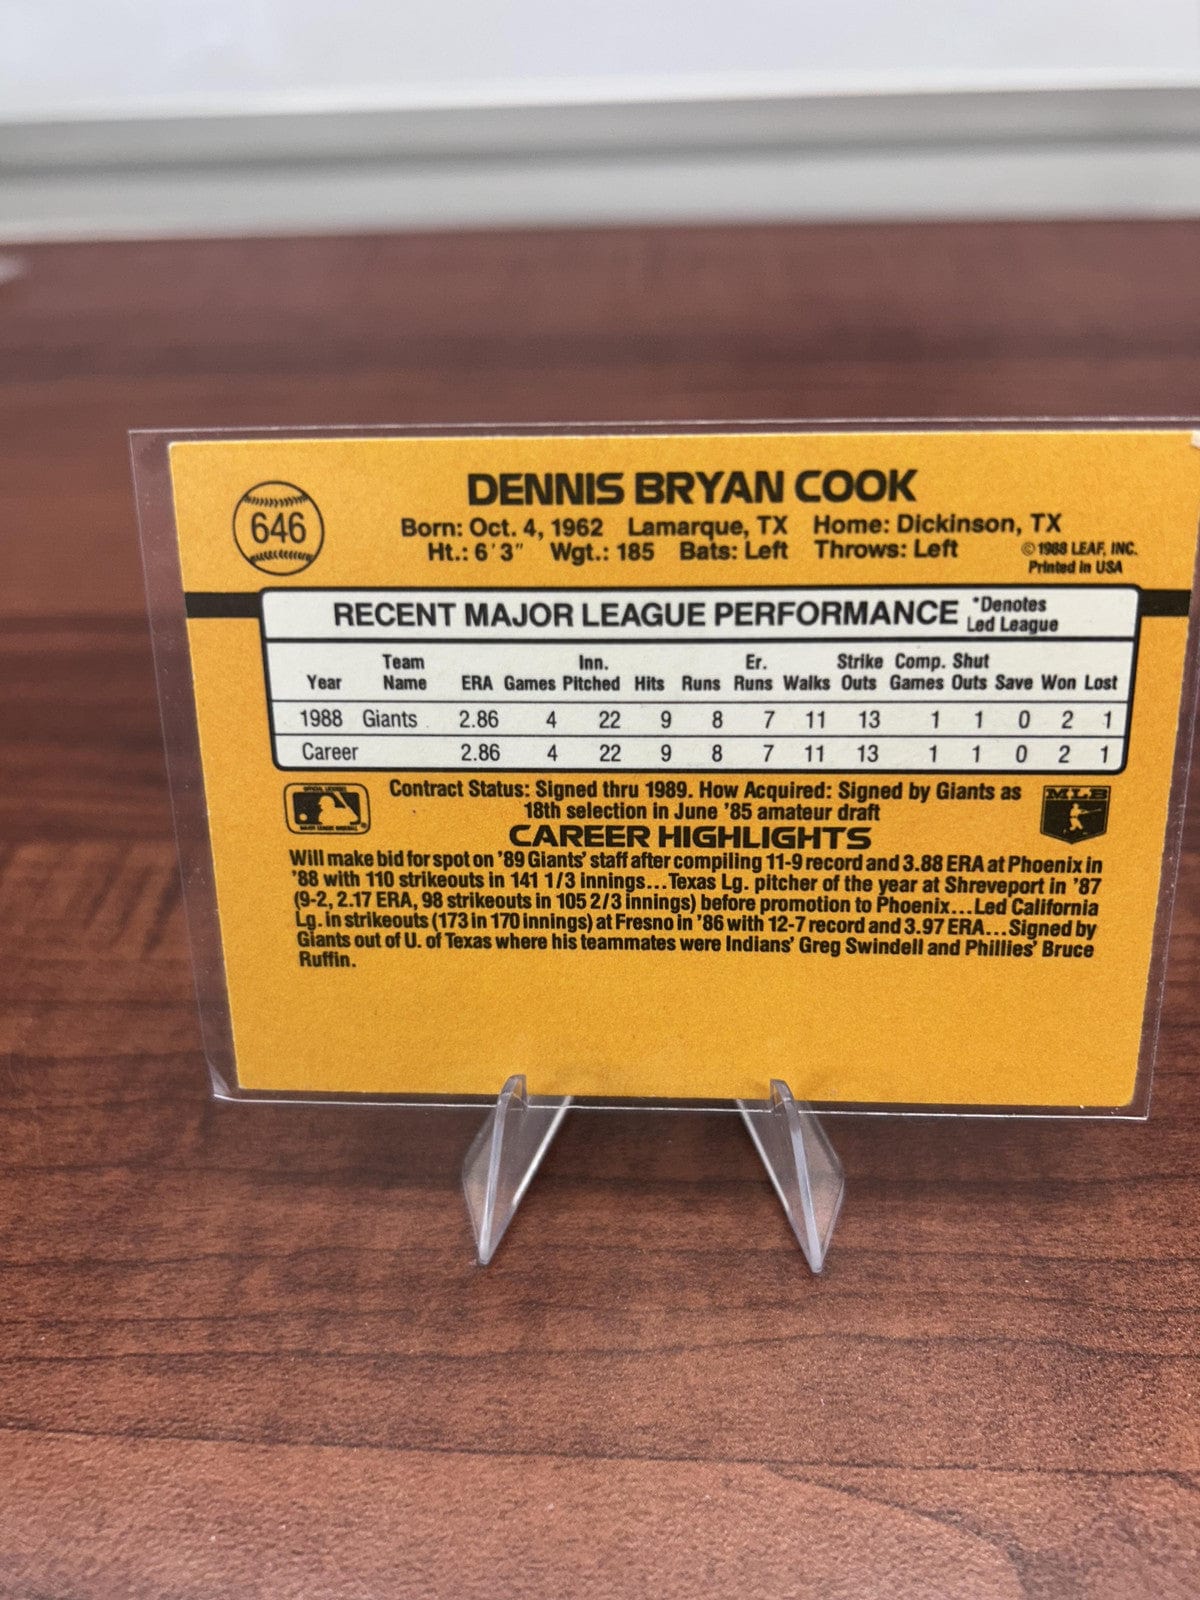 646
DENNIS BRYAN COOK
Born: Oct. 4, 1962 Lamarque, TX Home: Dickinson, TX
Ht.: 6'3" Wgt.: 185 Bats: Left Throws: Left
© 1988 LEAF, INC.
Printed in USA
RECENT MAJOR LEAGUE PERFORMANCE *Denotes
Led League
Team Inn. Er. Strike Comp. Shut
Year Name ERA Games Pitched Hits Runs Runs Walks Outs Games Outs Save Won Lost
1988 Giants 2.86 4 22 9 8 7 11 13 1 1 0 2 1
Career 2.86 4 22 9 8 7 11 13 1 1 0 2 1
Contract Status: Signed thru 1989. How Acquired: Signed by Giants as
18th selection in June '85 amateur draft
MLB
CAREER HIGHLIGHTS
Will make bid for spot on '89 Giants' staff after compiling 11-9 record and 3.88 ERA at Phoenix in
'88 with 110 strikeouts in 141 1/3 innings...Texas Lg. pitcher of the year at Shreveport in '87
(9-2, 2.17 ERA, 98 strikeouts in 105 2/3 innings) before promotion to Phoenix...Led California
Lg. in strikeouts (173 in 170 innings) at Fresno in '86 with 12-7 record and 3.97 ERA...Signed by
Giants out of U. of Texas where his teammates were Indians' Greg Swindell and Phillies' Bruce
Ruffin.